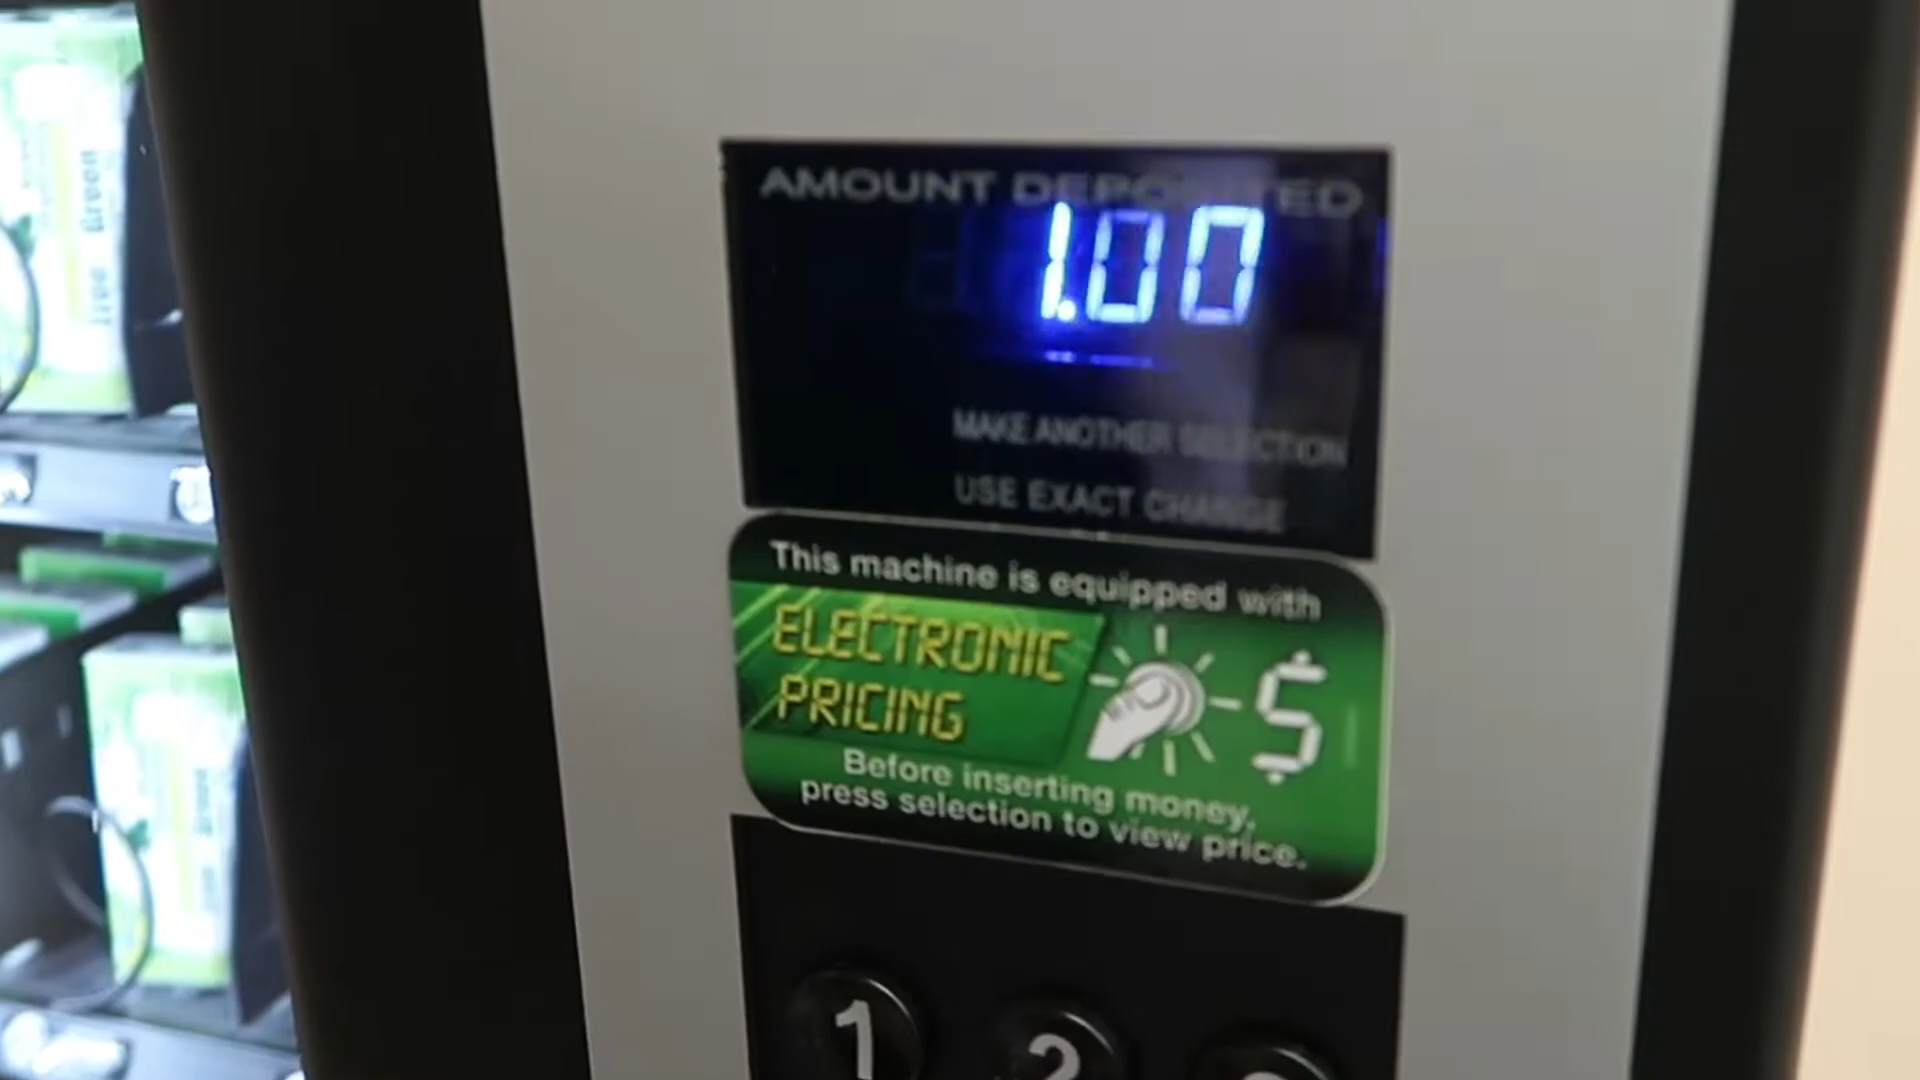 AMOUNT DEPOSITED
1.00
MAKE ANOTHER SELECTION
USE EXACT CHANGE
This machine is equipped with
ELECTRONIC
PRICING
$
Before inserting money,
press selection to view price.
1
2
Green